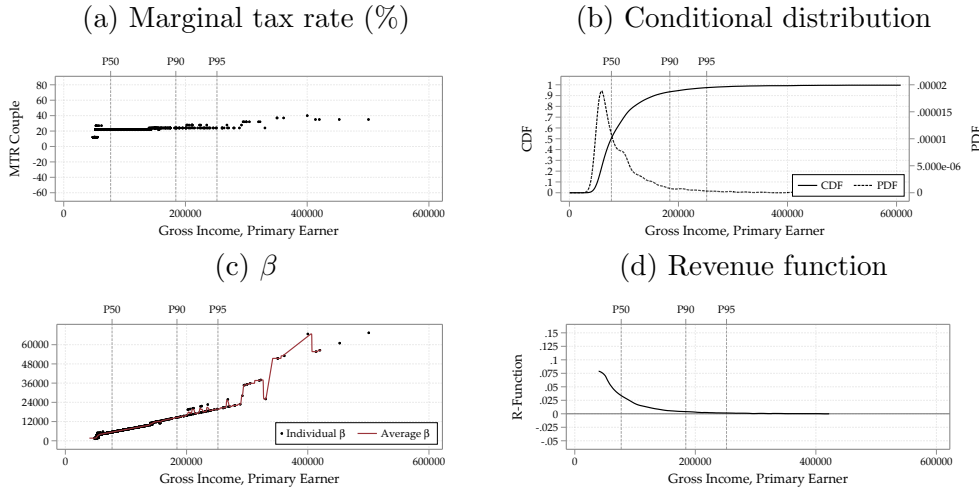 (a) Marginal tax rate (%)
P50 P90 P95
80
60
40
20
0
-20
-40
-60
MTR Couple
0 200000 400000 600000
Gross Income, Primary Earner
(b) Conditional distribution
P50 P90 P95
1
.9
.8
.7
.6
.5
.4
.3
.2
.1
0
CDF
.00002
.000015
.00001
5.000e-06
0
PDF
CDF PDF
0 200000 400000 600000
Gross Income, Primary Earner
(c) β
P50 P90 P95
60000
48000
36000
24000
12000
0
Individual β Average β
0 200000 400000 600000
Gross Income, Primary Earner
(d) Revenue function
P50 P90 P95
.15
.125
.1
.075
.05
.025
0
-.025
-.05
R-Function
0 200000 400000 600000
Gross Income, Primary Earner